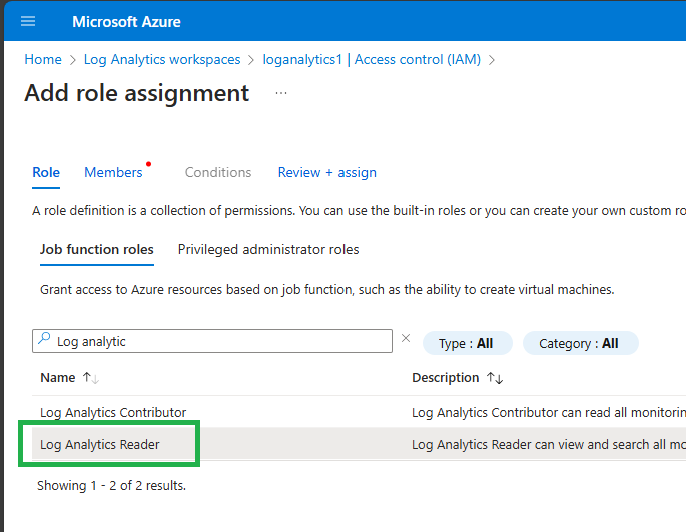 Microsoft Azure
Home > Log Analytics workspaces > loganalytics1 | Access control (IAM) >
Add role assignment ...
Role Members Conditions Review + assign
A role definition is a collection of permissions. You can use the built-in roles or you can create your own custom ro
Job function roles Privileged administrator roles
Grant access to Azure resources based on job function, such as the ability to create virtual machines.
Log analytic Type : All Category : All
Name ↑↓ Description ↑↓
Log Analytics Contributor Log Analytics Contributor can read all monitorin
Log Analytics Reader Log Analytics Reader can view and search all mo
Showing 1 - 2 of 2 results.